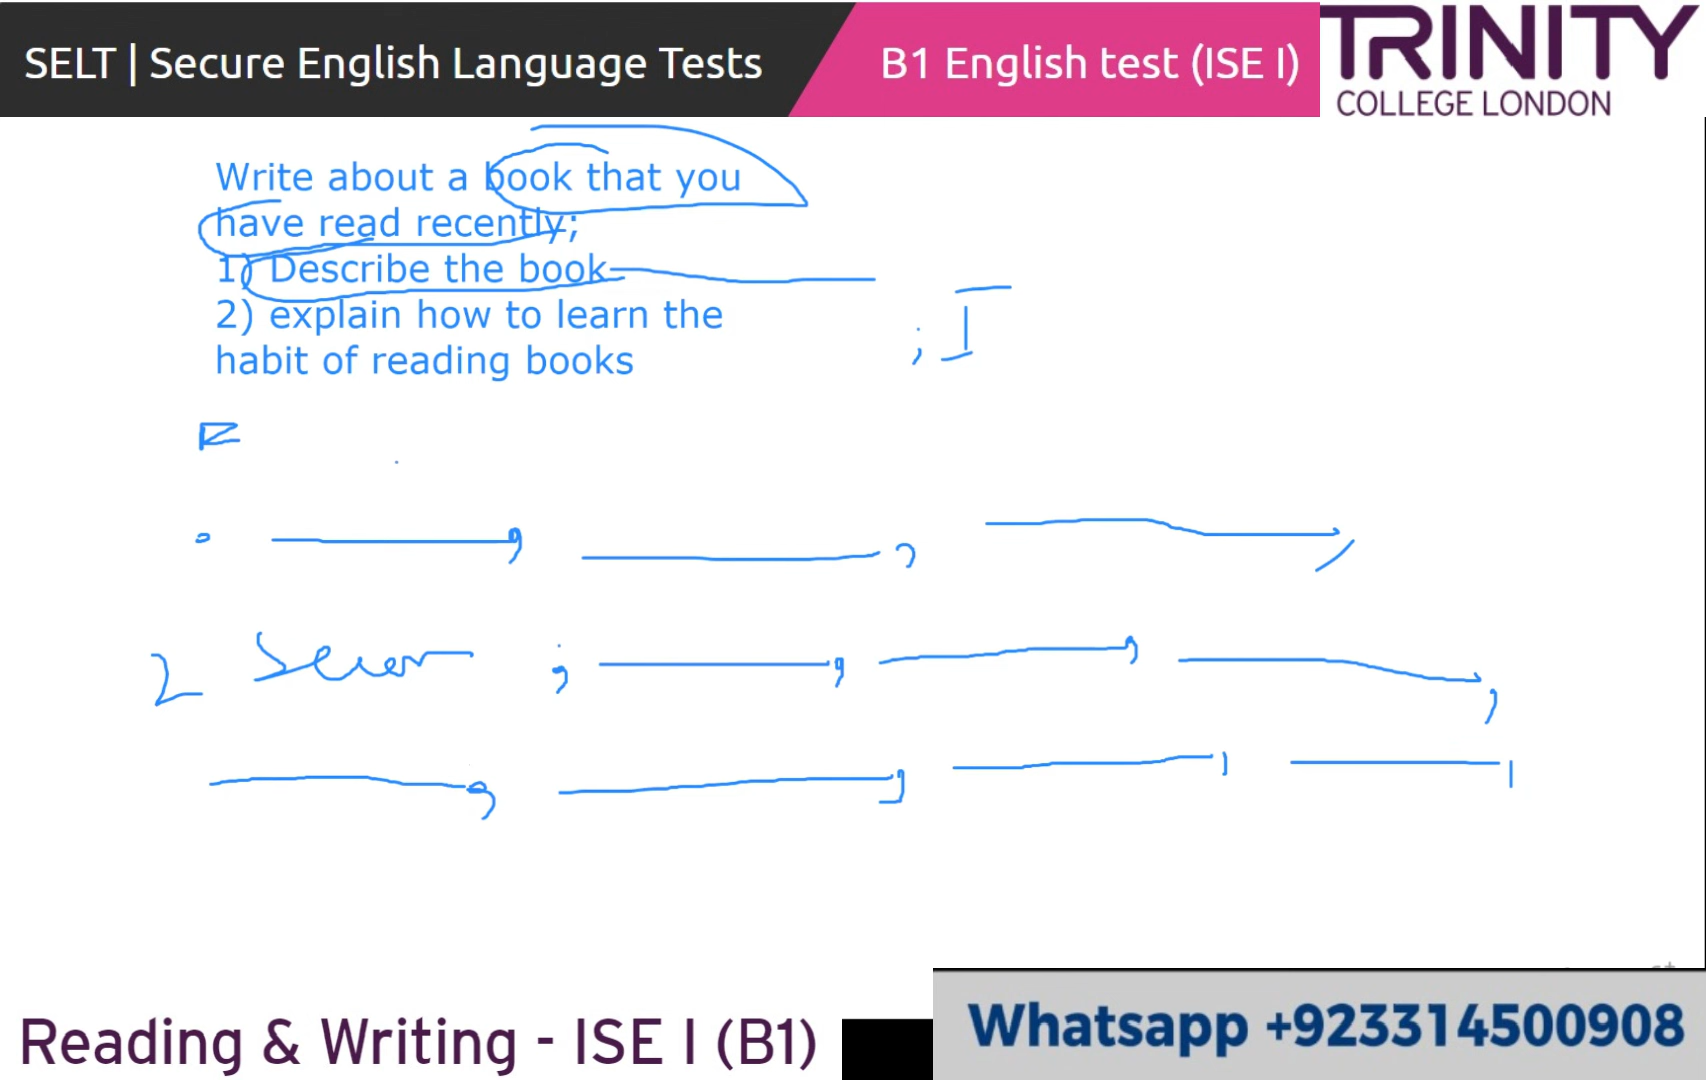 SELT | Secure English Language Tests
B1 English test (ISE I)
TRINITY
COLLEGE LONDON
Write about a book that you
have read recently;
1) Describe the book
2) explain how to learn the
habit of reading books
; I
2
Reading & Writing - ISE I (B1)
Whatsapp +923314500908